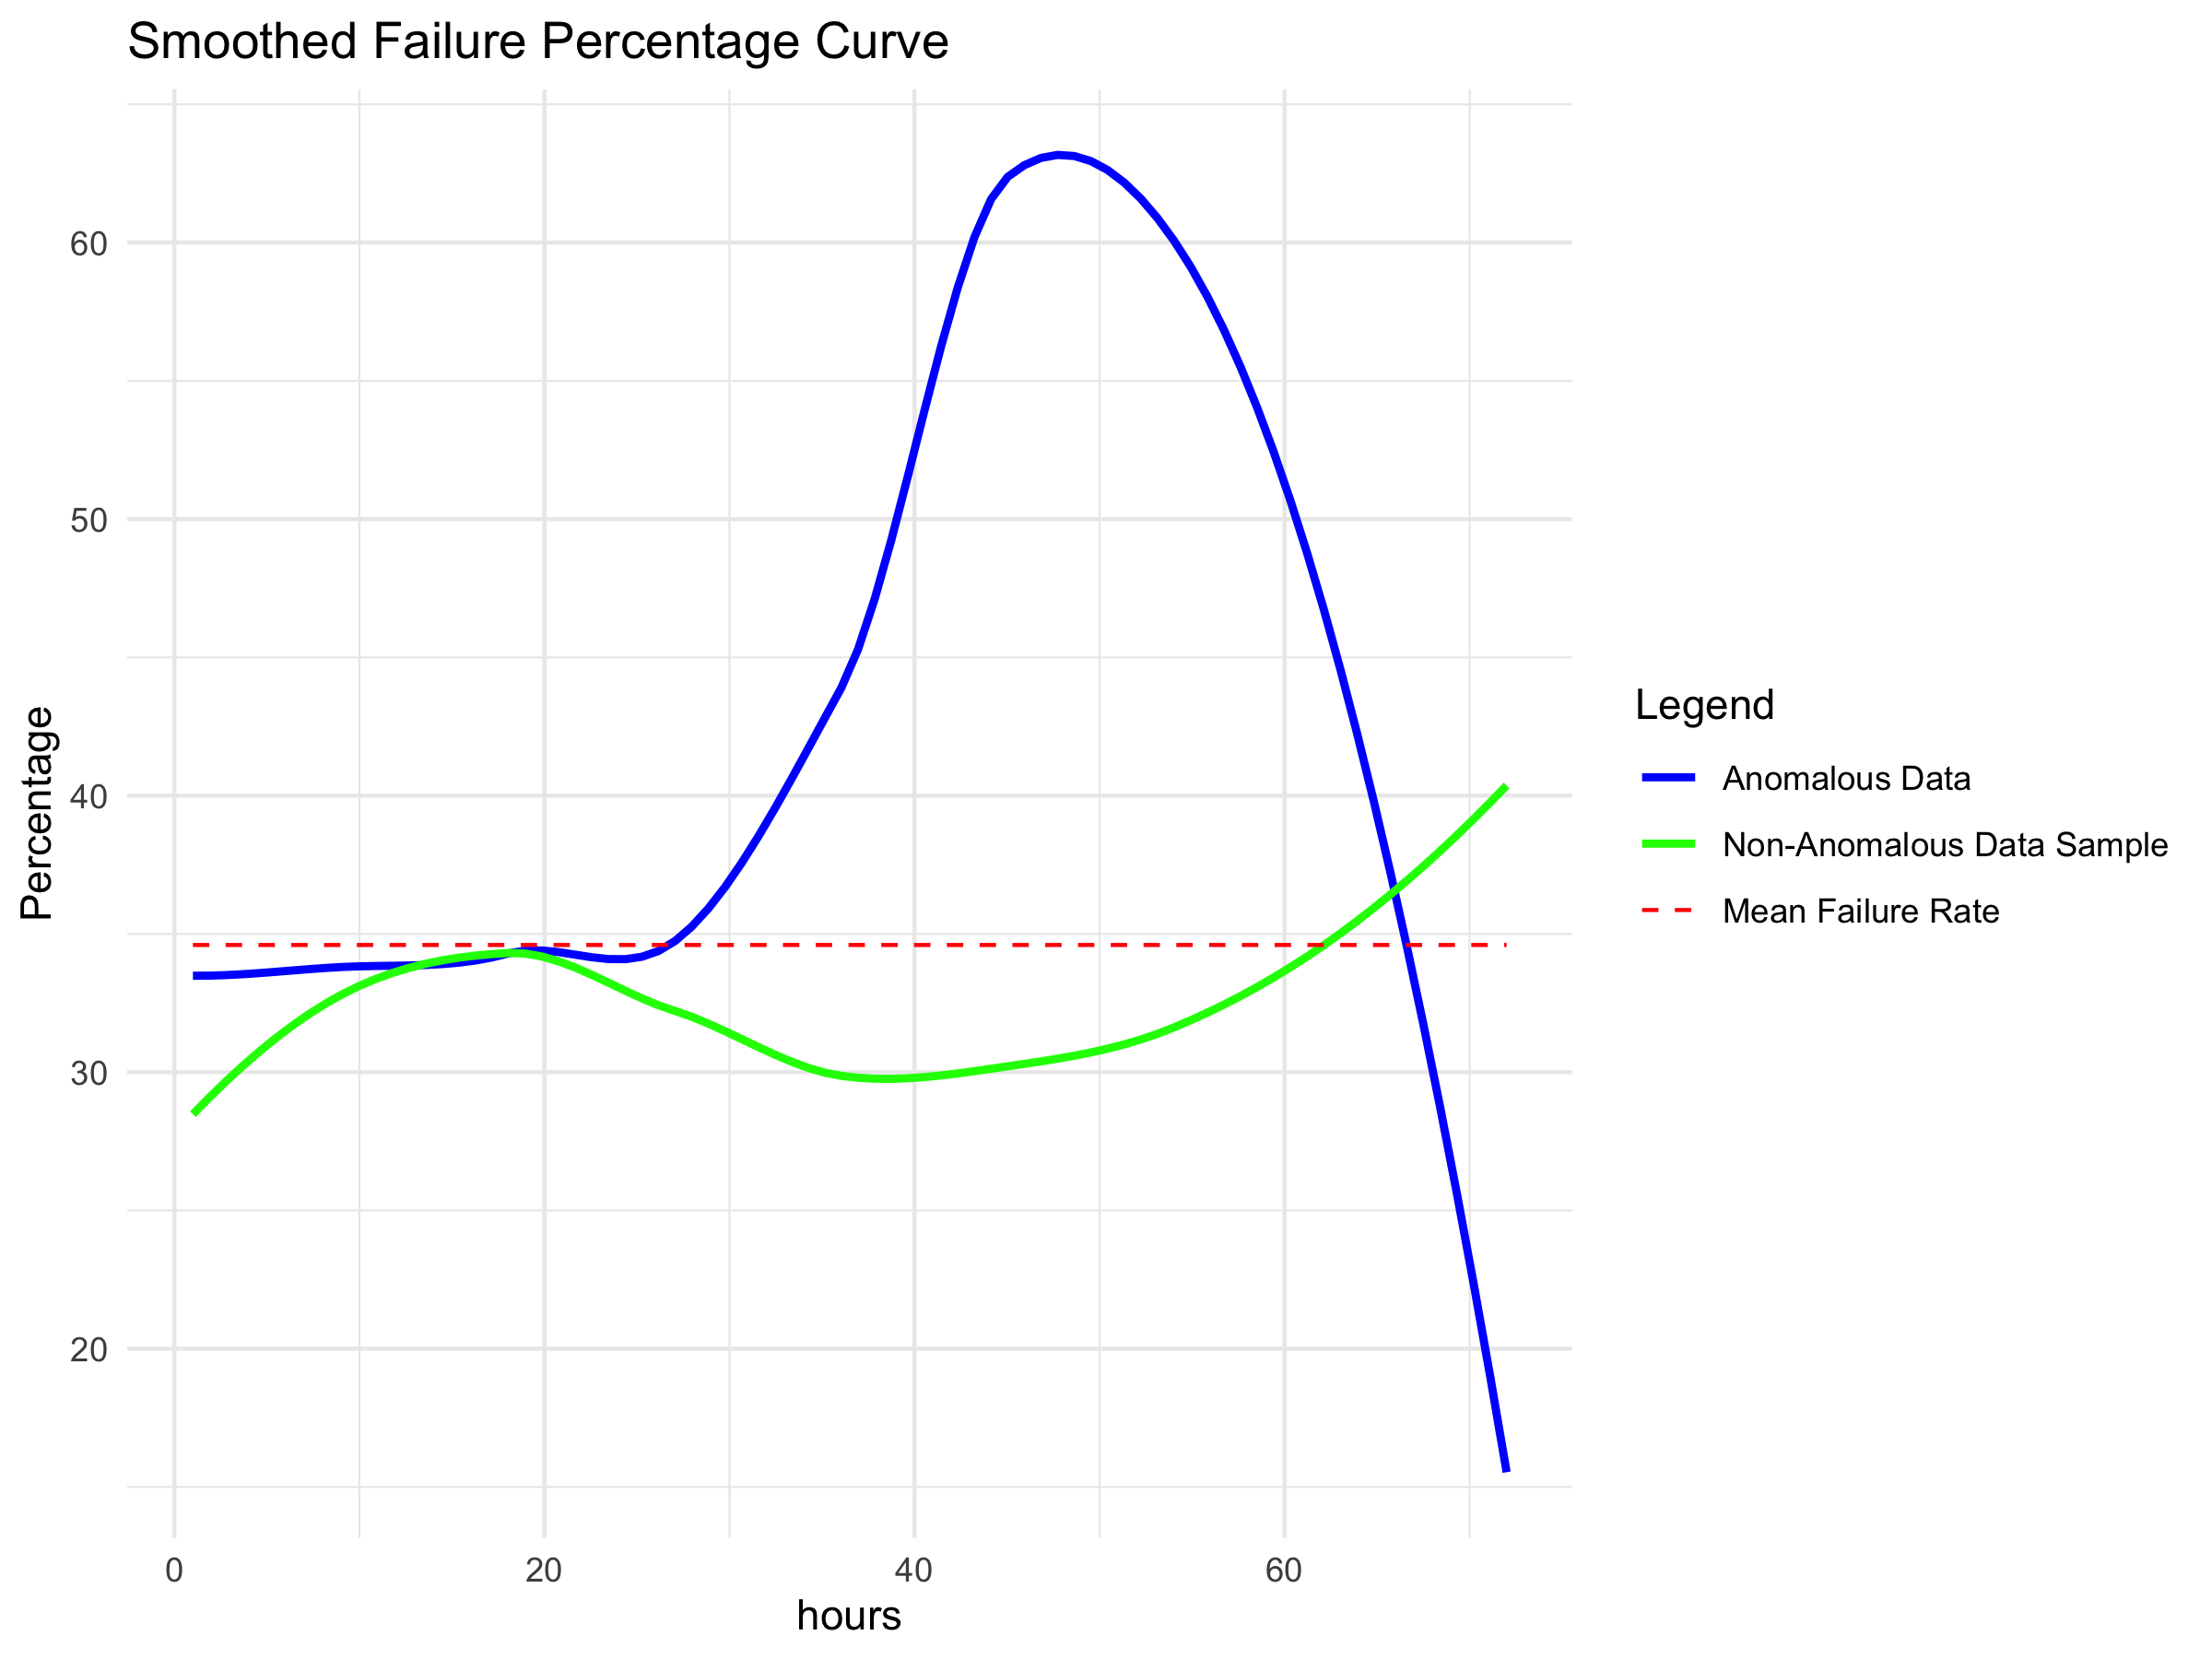 Smoothed Failure Percentage Curve
Percentage
60
50
40
30
20
0
20
40
60
hours
Legend
Anomalous Data
Non-Anomalous Data Sample
Mean Failure Rate